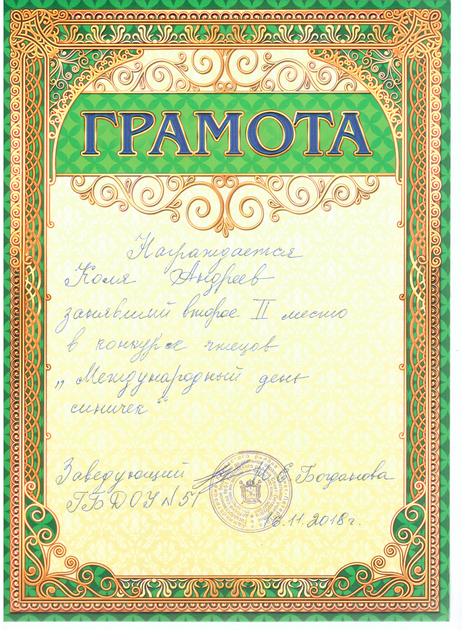 ГРАМОТА
Награждается
Коля Андреев
занявший второе II место
в конкурсе чтецов
„ Международный день
синичек“
Заведующий Н.С. Богданова
ГБДОУ №51
13.11.2018г.